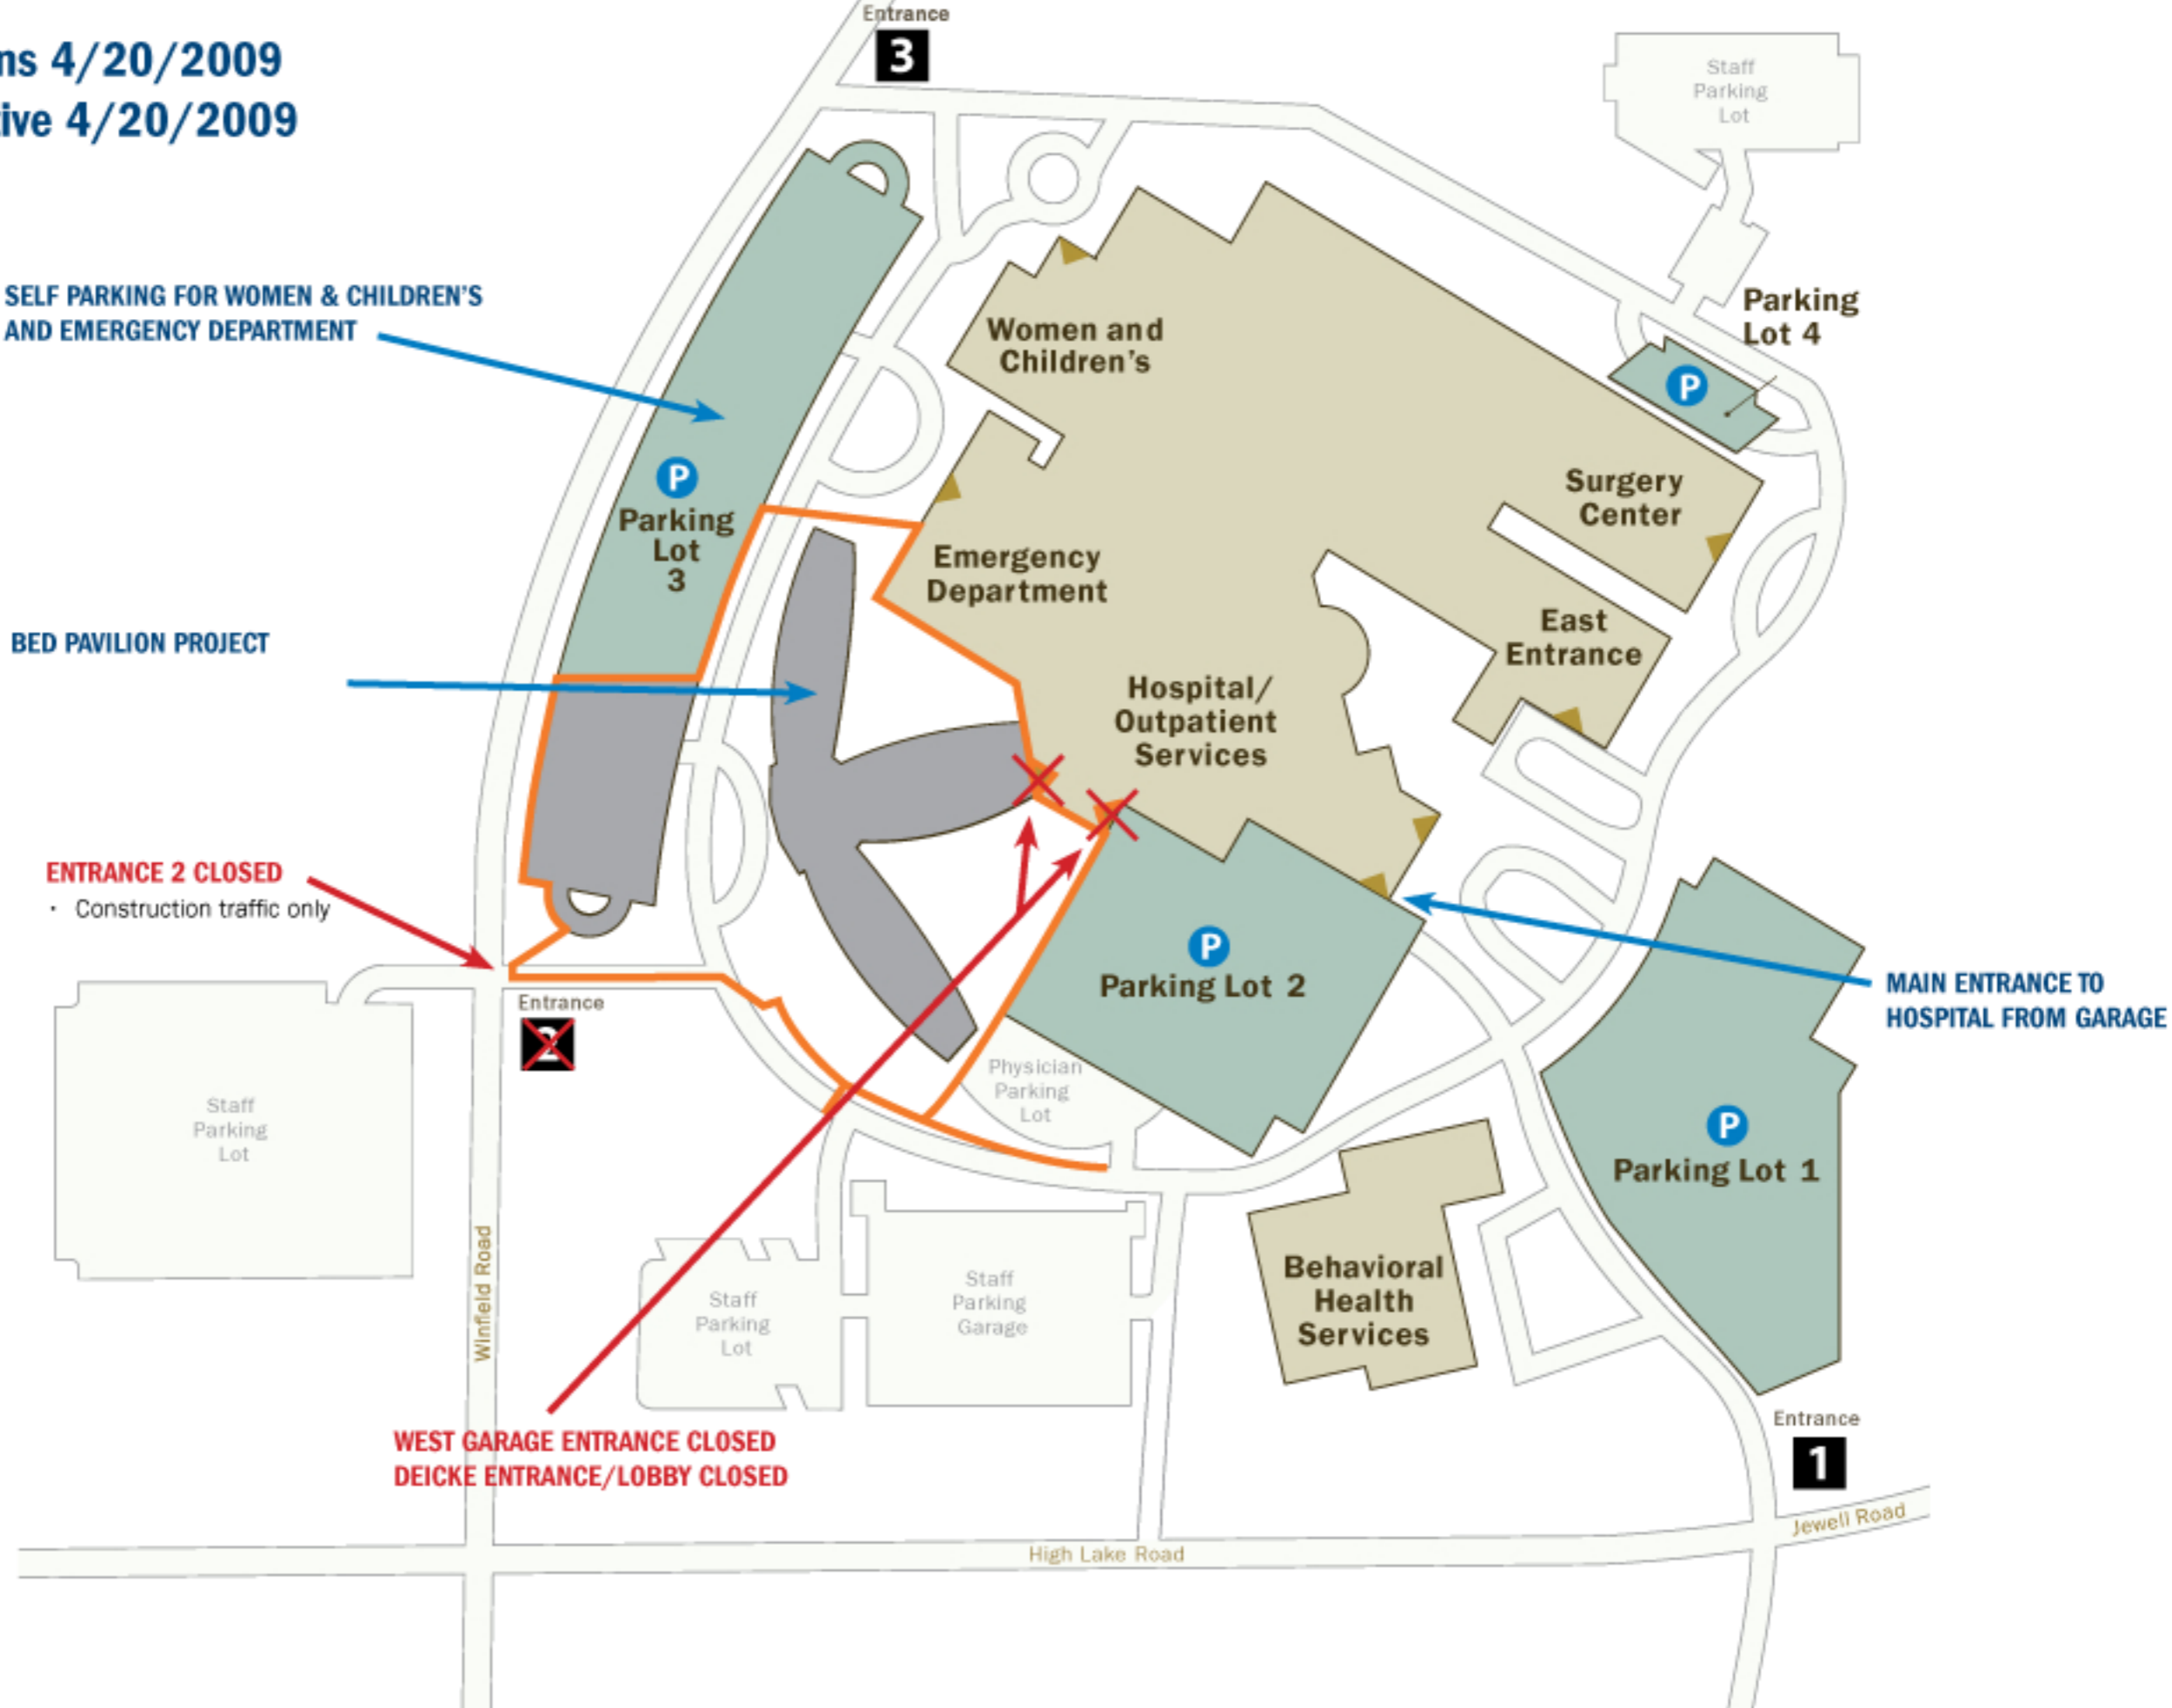 ns 4/20/2009
tive 4/20/2009
Entrance
3
Staff
Parking
Lot
SELF PARKING FOR WOMEN & CHILDREN'S
AND EMERGENCY DEPARTMENT
Women and
Children's
Parking
Lot 4
P
P
Parking
Lot
3
Surgery
Center
Emergency
Department
East
Entrance
BED PAVILION PROJECT
Hospital/
Outpatient
Services
ENTRANCE 2 CLOSED
· Construction traffic only
P
Parking Lot 2
MAIN ENTRANCE TO
HOSPITAL FROM GARAGE
Entrance
2
Physician
Parking
Lot
Staff
Parking
Lot
P
Parking Lot 1
Winfield Road
Staff
Parking
Lot
Staff
Parking
Garage
Behavioral
Health
Services
WEST GARAGE ENTRANCE CLOSED
DEICKE ENTRANCE/LOBBY CLOSED
Entrance
1
Jewell Road
High Lake Road